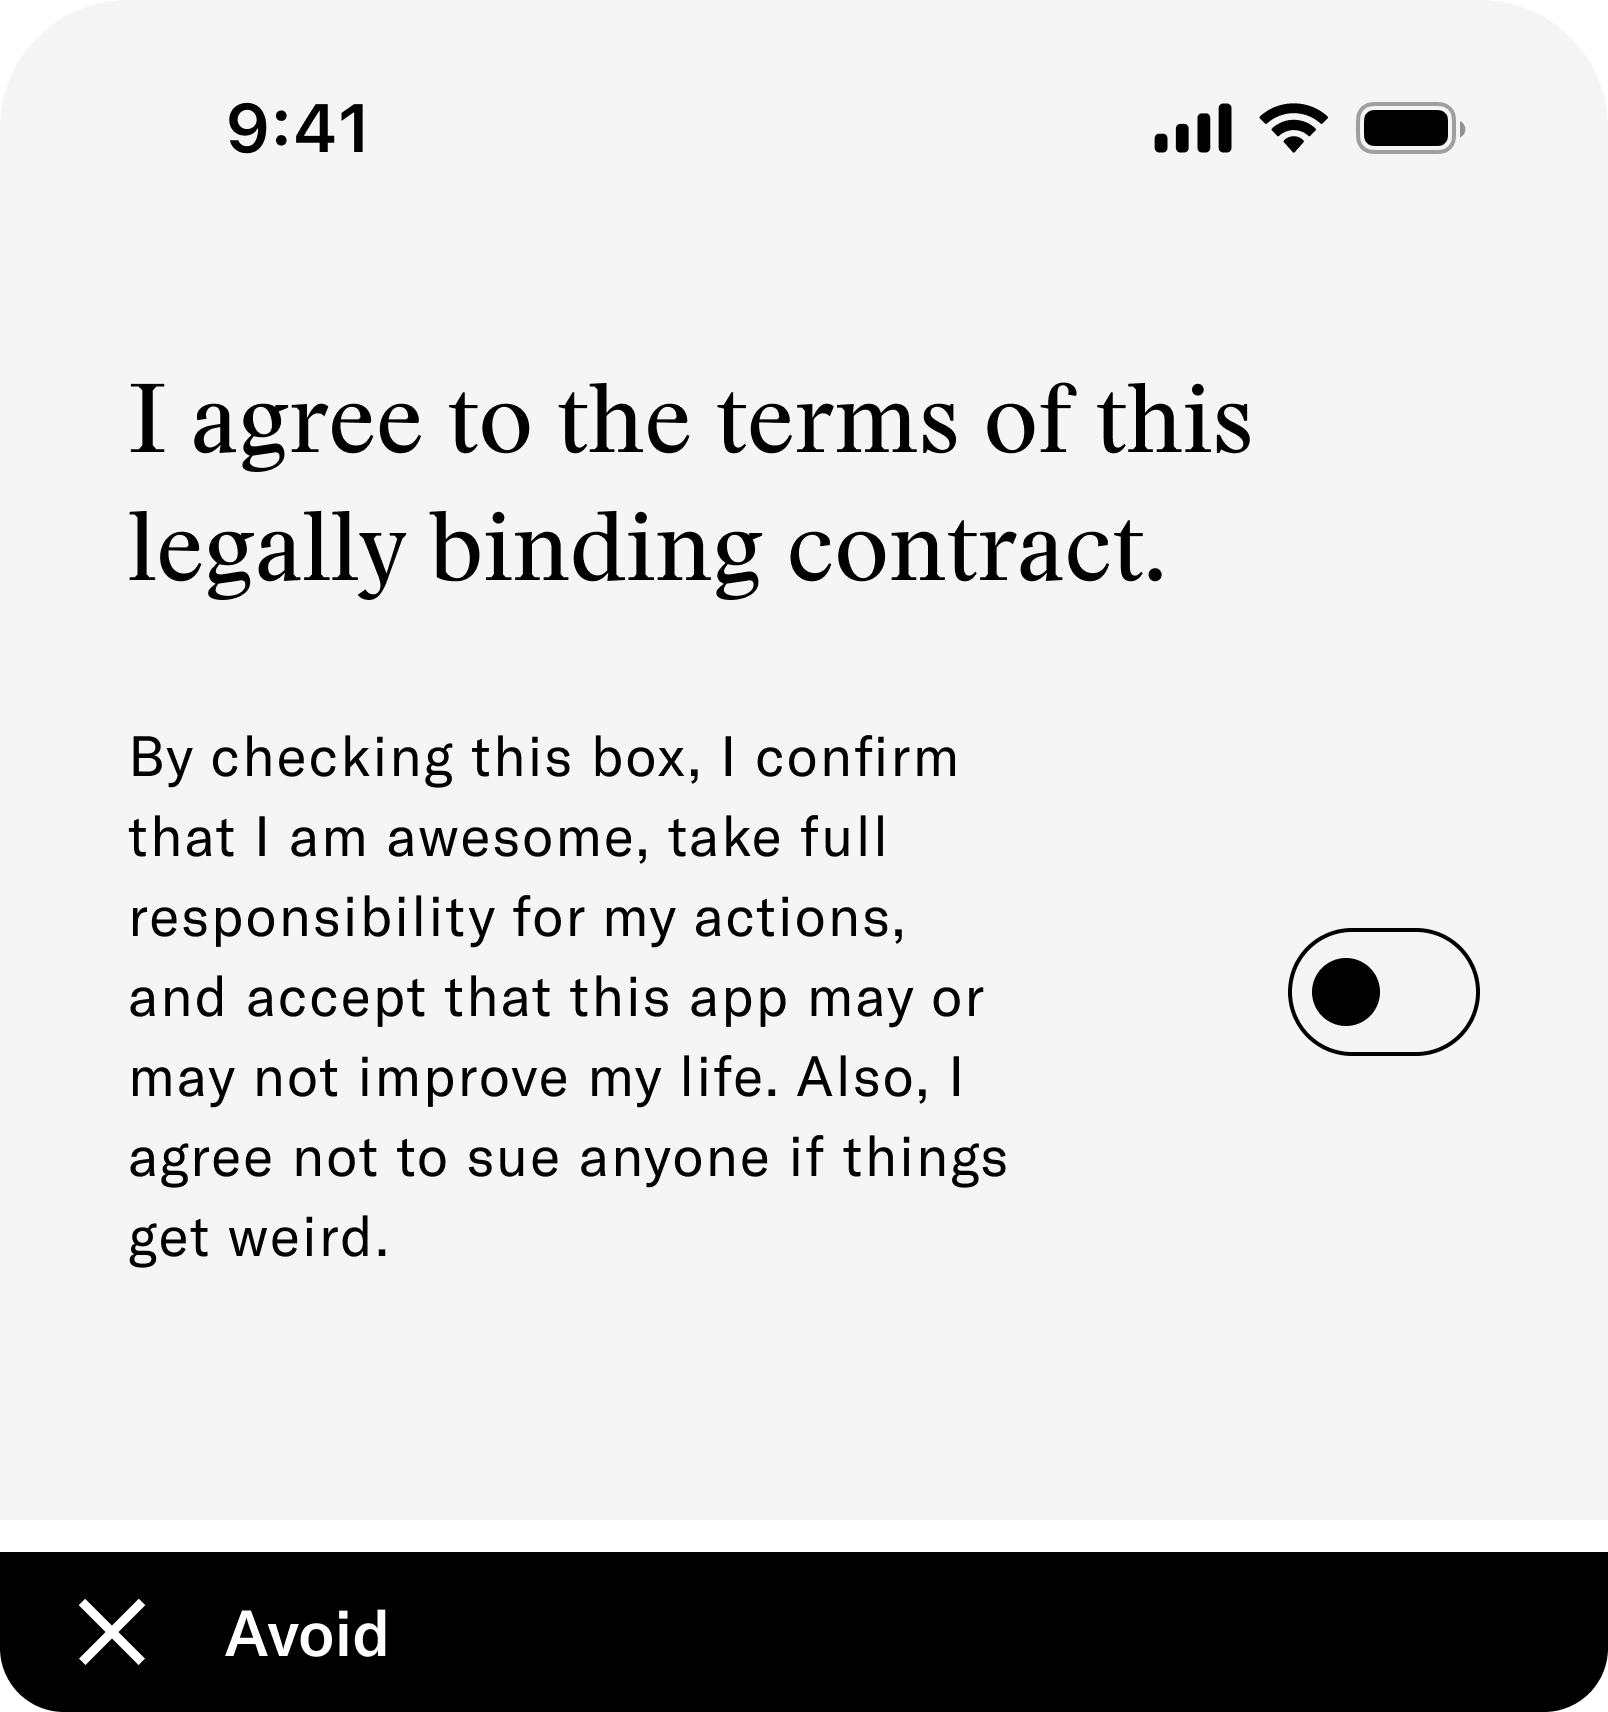 9:41
I agree to the terms of this
legally binding contract.
By checking this box, I confirm
that I am awesome, take full
responsibility for my actions,
and accept that this app may or
may not improve my life. Also, I
agree not to sue anyone if things
get weird.
Avoid